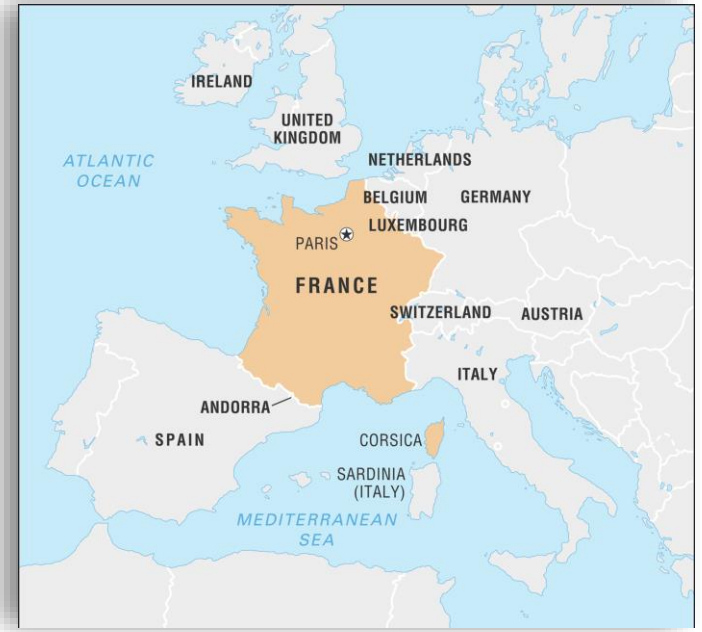 IRELAND
UNITED
KINGDOM
ATLANTIC
OCEAN
NETHERLANDS
BELGIUM
GERMANY
LUXEMBOURG
PARIS
FRANCE
SWITZERLAND
AUSTRIA
ITALY
ANDORRA
SPAIN
CORSICA
SARDINIA
(ITALY)
MEDITERRANEAN
SEA